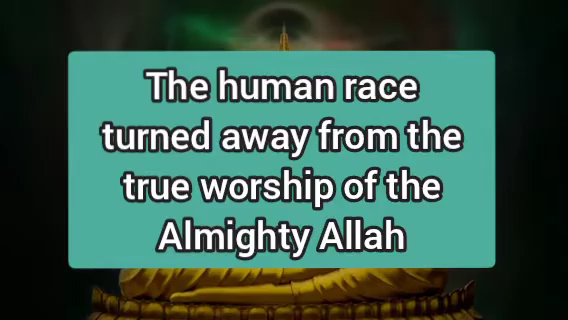 The human race
turned away from the
true worship of the
Almighty Allah